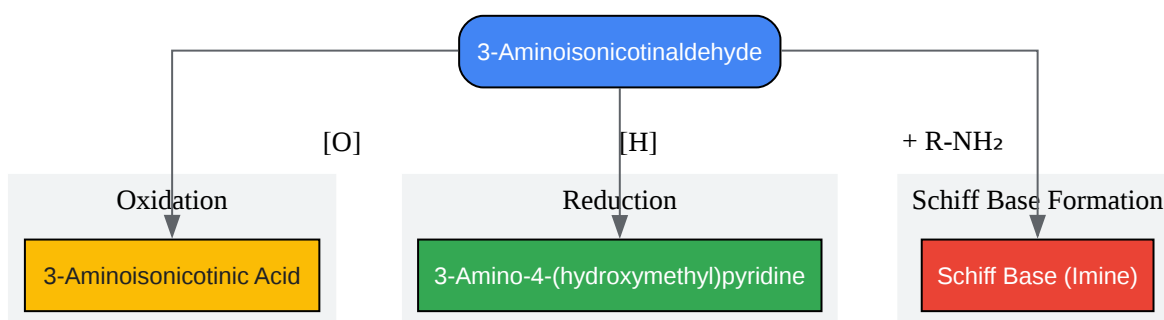 3-Aminoisonicotinaldehyde
[O]
[H]
+ R-NH₂
Oxidation
Reduction
Schiff Base Formation
3-Aminoisonicotinic Acid
3-Amino-4-(hydroxymethyl)pyridine
Schiff Base (Imine)